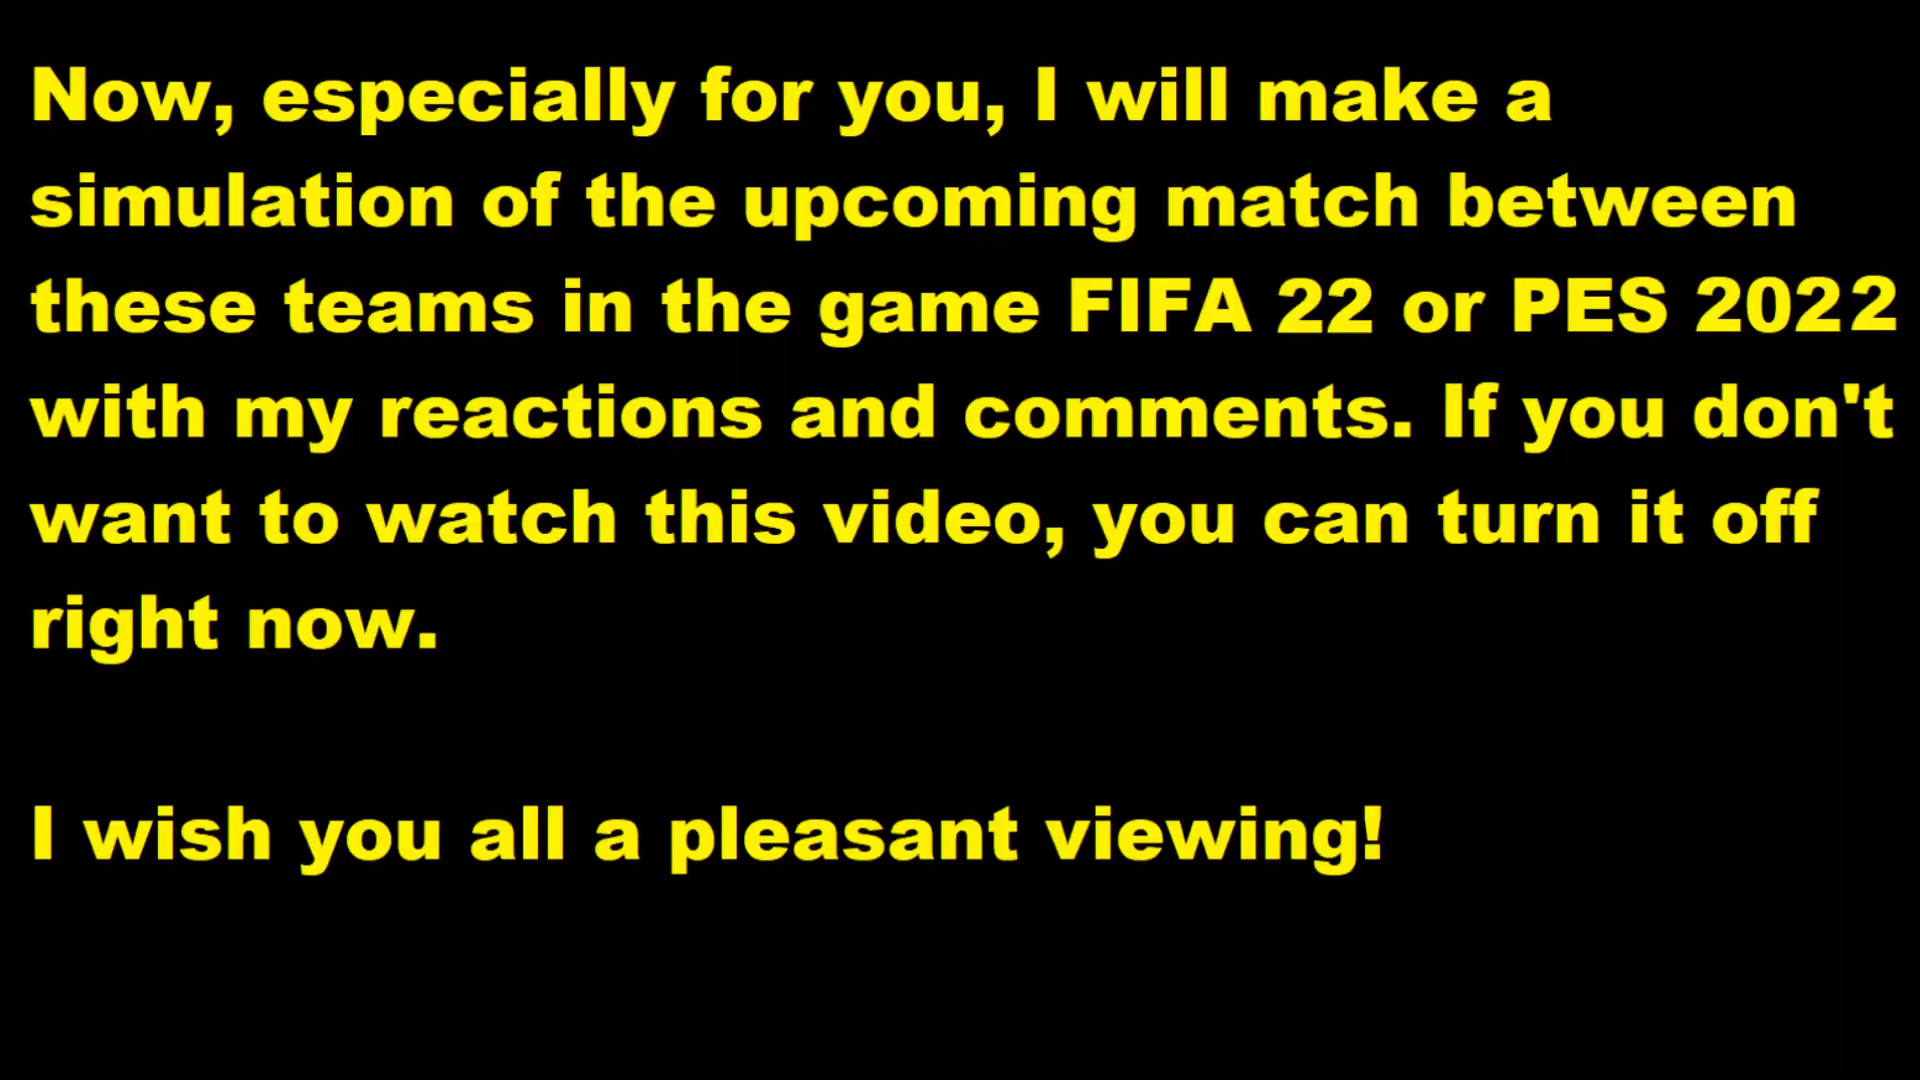 Now, especially for you, I will make a
simulation of the upcoming match between
these teams in the game FIFA 22 or PES 2022
with my reactions and comments. If you don't
want to watch this video, you can turn it off
right now.
I wish you all a pleasant viewing!